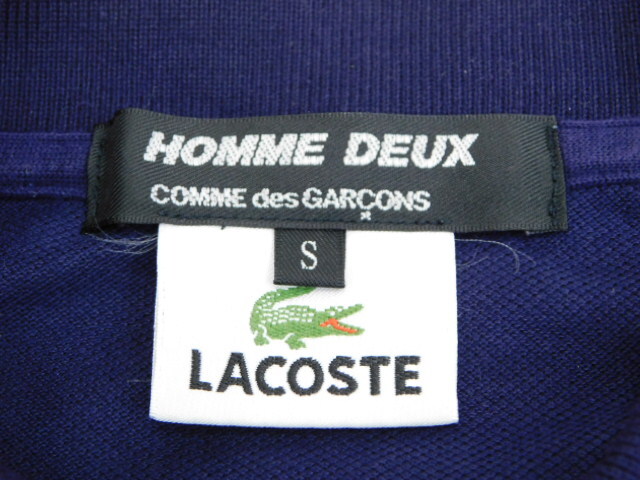 HOMME DEUX
COMME des GARÇONS
S
LACOSTE